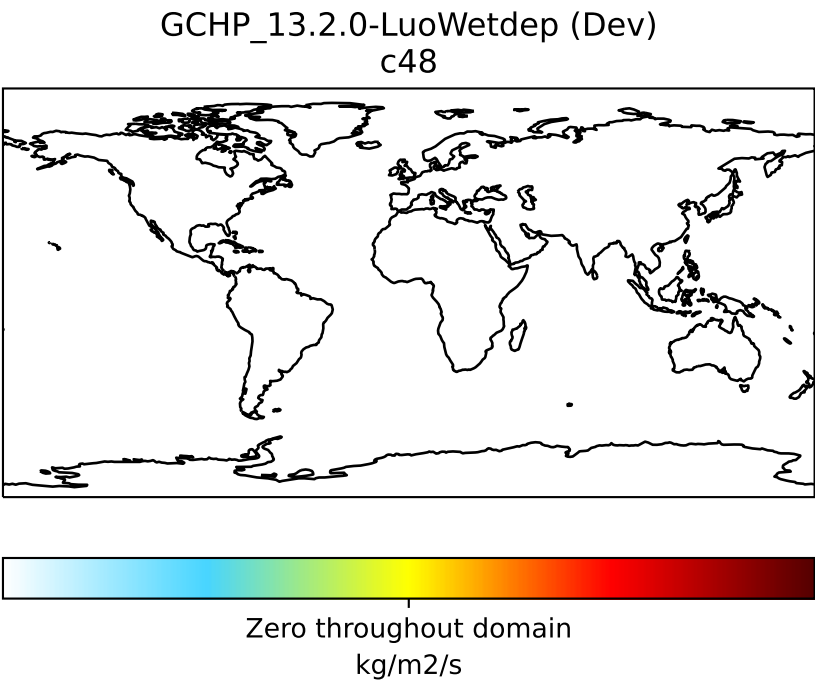 GCHP_13.2.0-LuoWetdep (Dev)
c48
Zero throughout domain
kg/m2/s